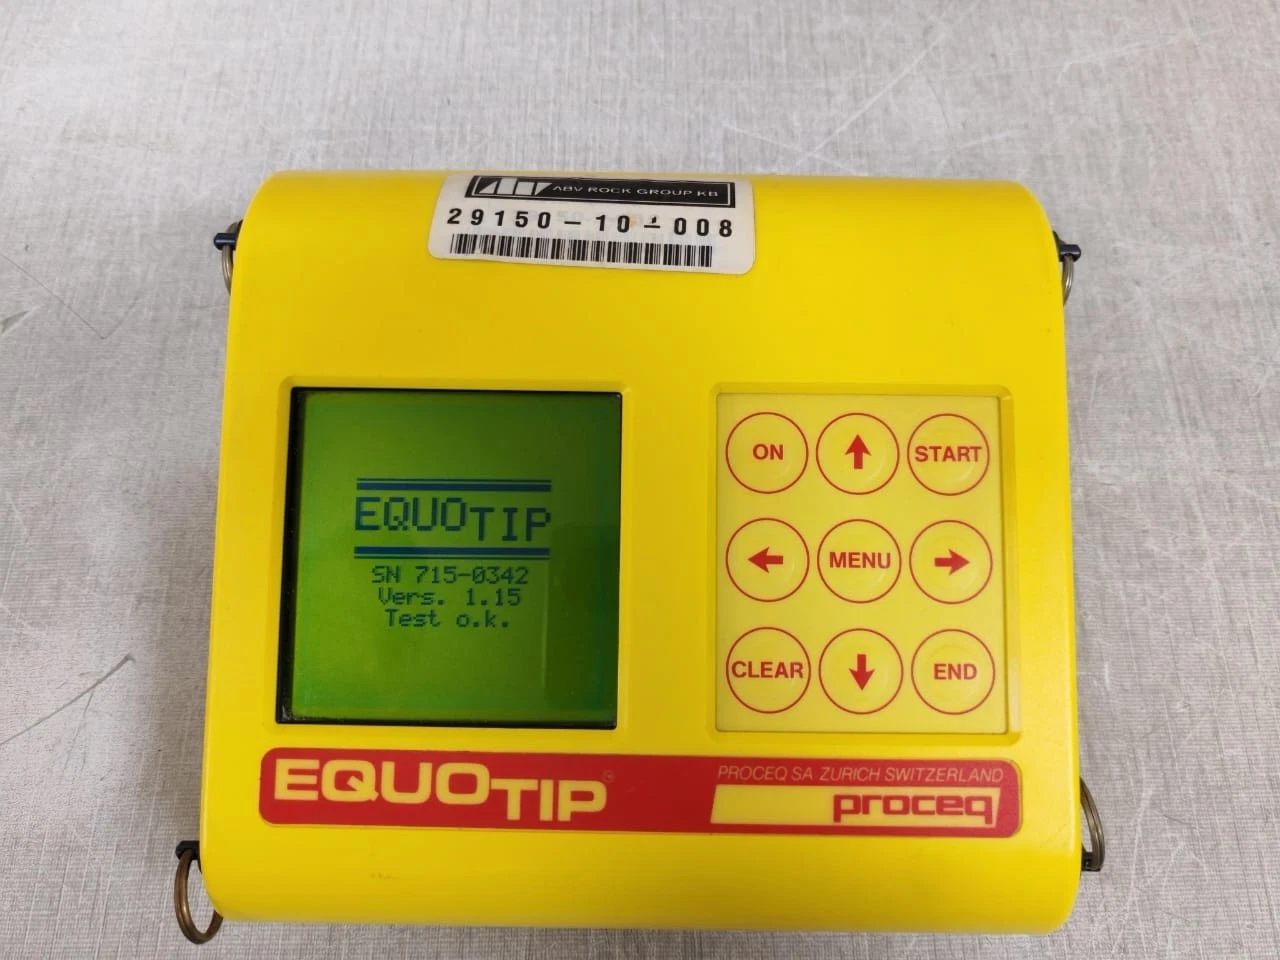 ABV ROCK GROUP KB
29150-10-008
EQUOTIP
SN 715-0342
Vers. 1.15
Test o.k.
ON
START
MENU
CLEAR
END
EQUOTIP
PROCEQ SA ZURICH SWITZERLAND
proceq